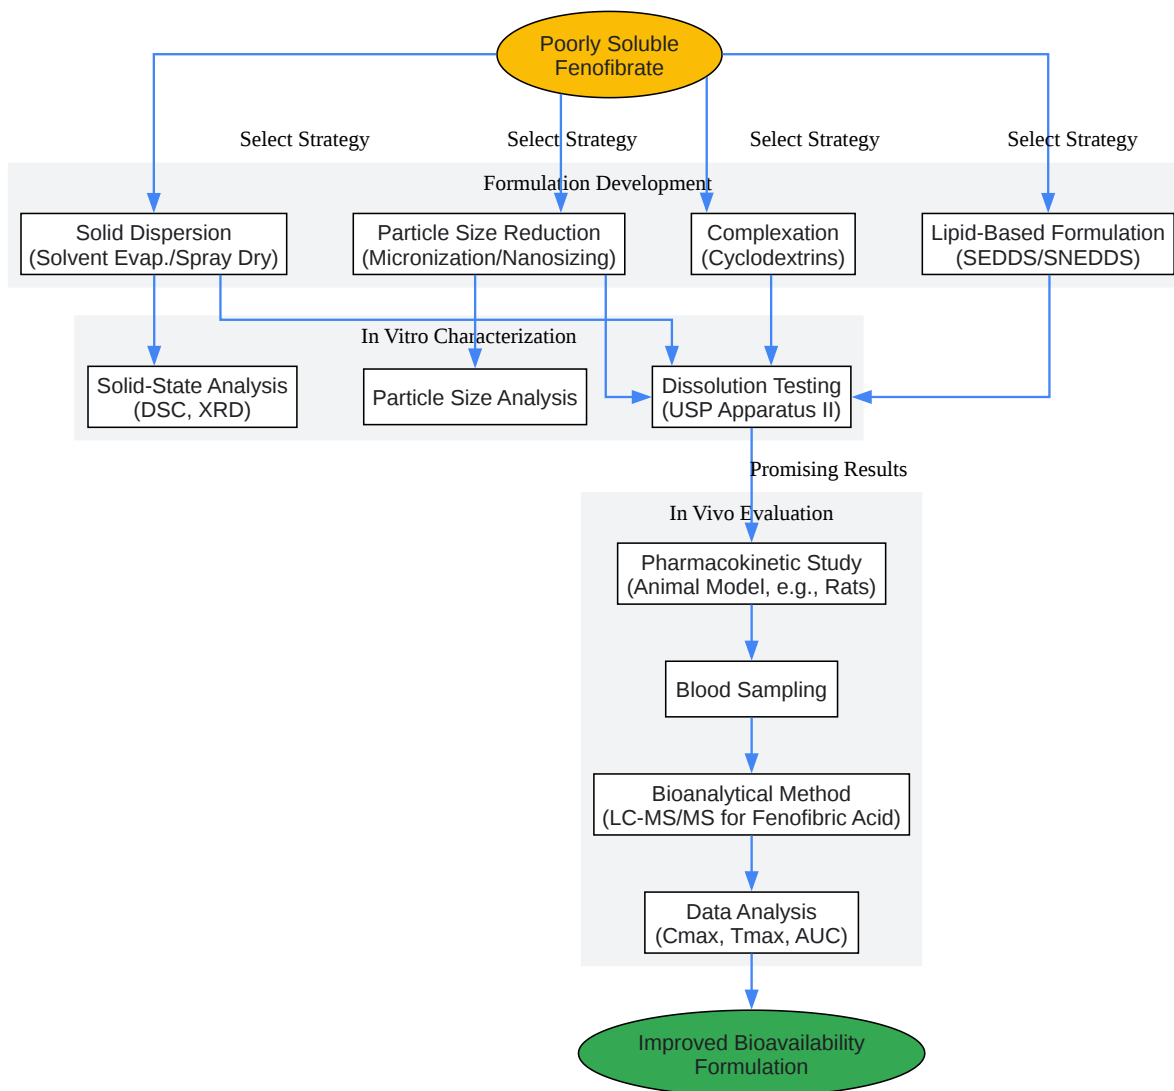 Poorly Soluble
Fenofibrate
Select Strategy
Select Strategy
Select Strategy
Select Strategy
Formulation Development
Solid Dispersion
(Solvent Evap./Spray Dry)
Particle Size Reduction
(Micronization/Nanosizing)
Complexation
(Cyclodextrins)
Lipid-Based Formulation
(SEDDS/SNEDDS)
In Vitro Characterization
Solid-State Analysis
(DSC, XRD)
Particle Size Analysis
Dissolution Testing
(USP Apparatus II)
Promising Results
In Vivo Evaluation
Pharmacokinetic Study
(Animal Model, e.g., Rats)
Blood Sampling
Bioanalytical Method
(LC-MS/MS for Fenofibric Acid)
Data Analysis
(Cmax, Tmax, AUC)
Improved Bioavailability
Formulation